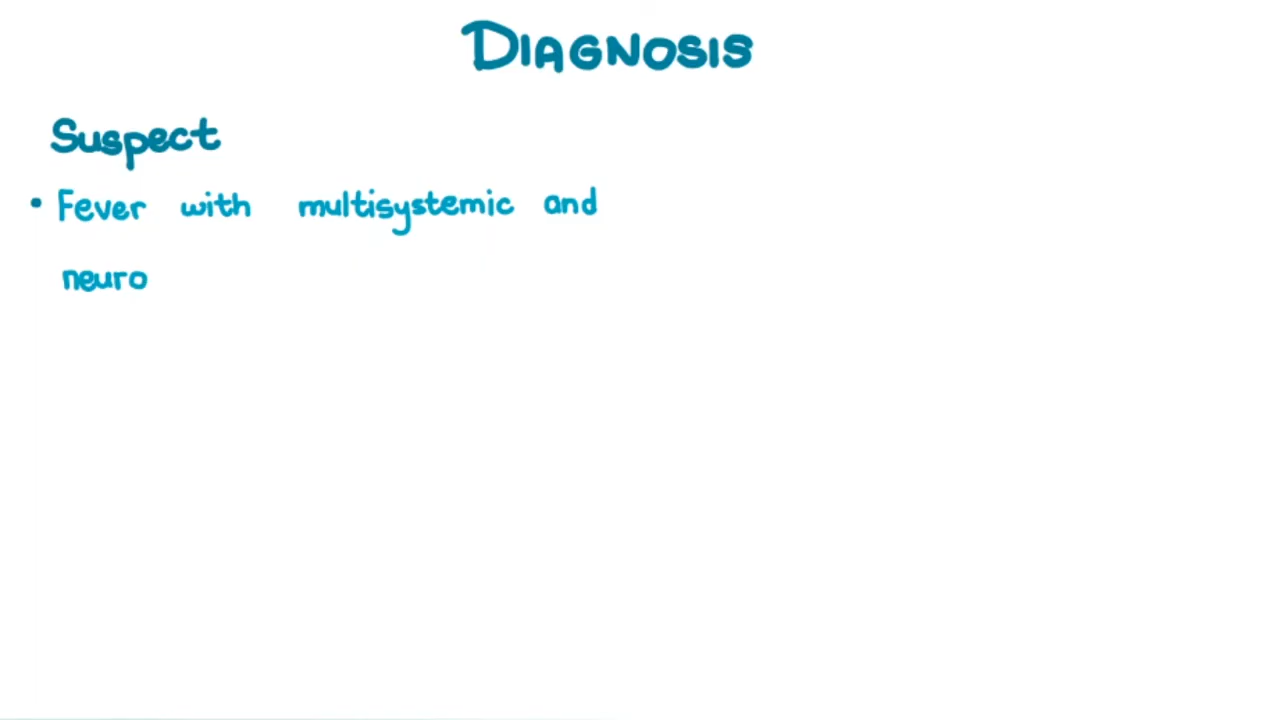 DIAGNOSIS
Suspect
• Fever with multisystemic and
neuro